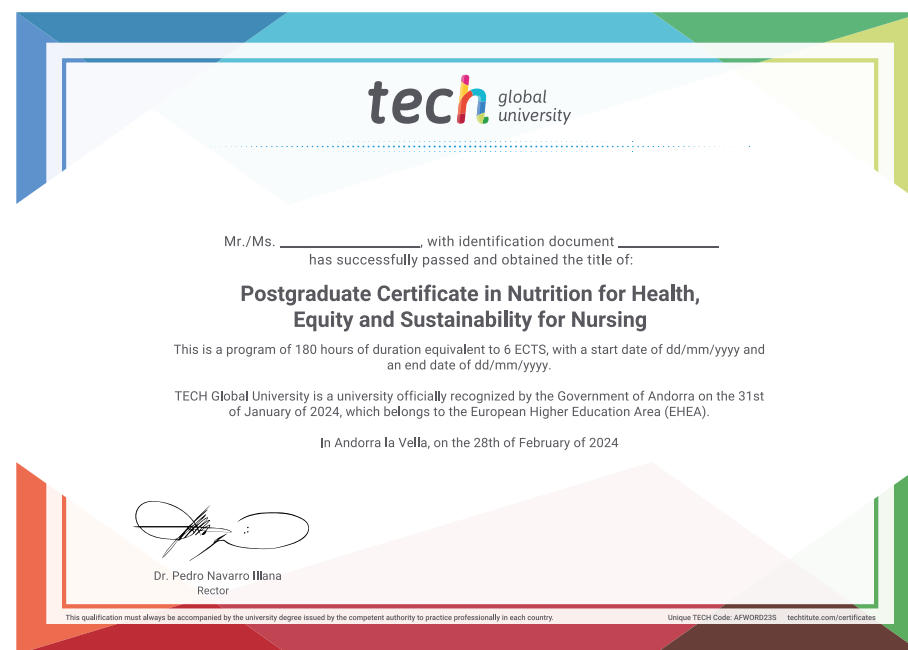 tech global university
Mr./Ms. ____________________, with identification document ______________
has successfully passed and obtained the title of:
Postgraduate Certificate in Nutrition for Health,
Equity and Sustainability for Nursing
This is a program of 180 hours of duration equivalent to 6 ECTS, with a start date of dd/mm/yyyy and
an end date of dd/mm/yyyy.
TECH Global University is a university officially recognized by the Government of Andorra on the 31st
of January of 2024, which belongs to the European Higher Education Area (EHEA).
In Andorra la Vella, on the 28th of February of 2024
Dr. Pedro Navarro Illana
Rector
This qualification must always be accompanied by the university degree issued by the competent authority to practice professionally in each country. Unique TECH Code: AFWORD23S techtitute.com/certificates